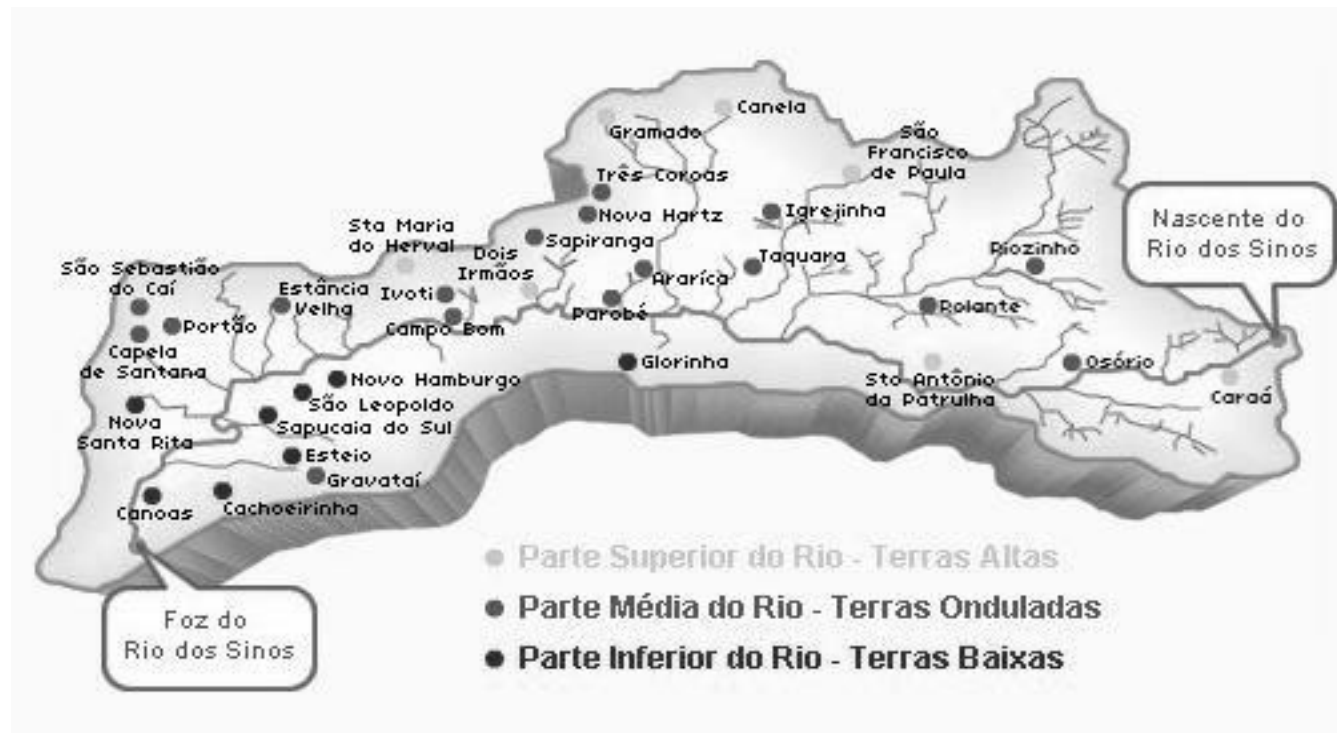 Canela
Gramado
São
Francisco
de Paula
Três Coroas
Nova Hartz
Igrejinha
Nascente do
Rio dos Sinos
Sta Maria
do Herval
Sapiranga
Dois
Irmãos
Taquara
Riozinho
São Sebastião
do Caí
Estância
Velha
Ivoti
Araríca
Parobé
Rolante
Portão
Campo Bom
Capela
de Santana
Glorinha
Sto Antônio
da Patrulha
Osório
Caraá
Novo Hamburgo
São Leopoldo
Nova
Santa Rita
Sapucaia do Sul
Esteio
Gravataí
Canoas
Cachoeirinha
Parte Superior do Rio - Terras Altas
Parte Média do Rio - Terras Onduladas
Parte Inferior do Rio - Terras Baixas
Foz do
Rio dos Sinos